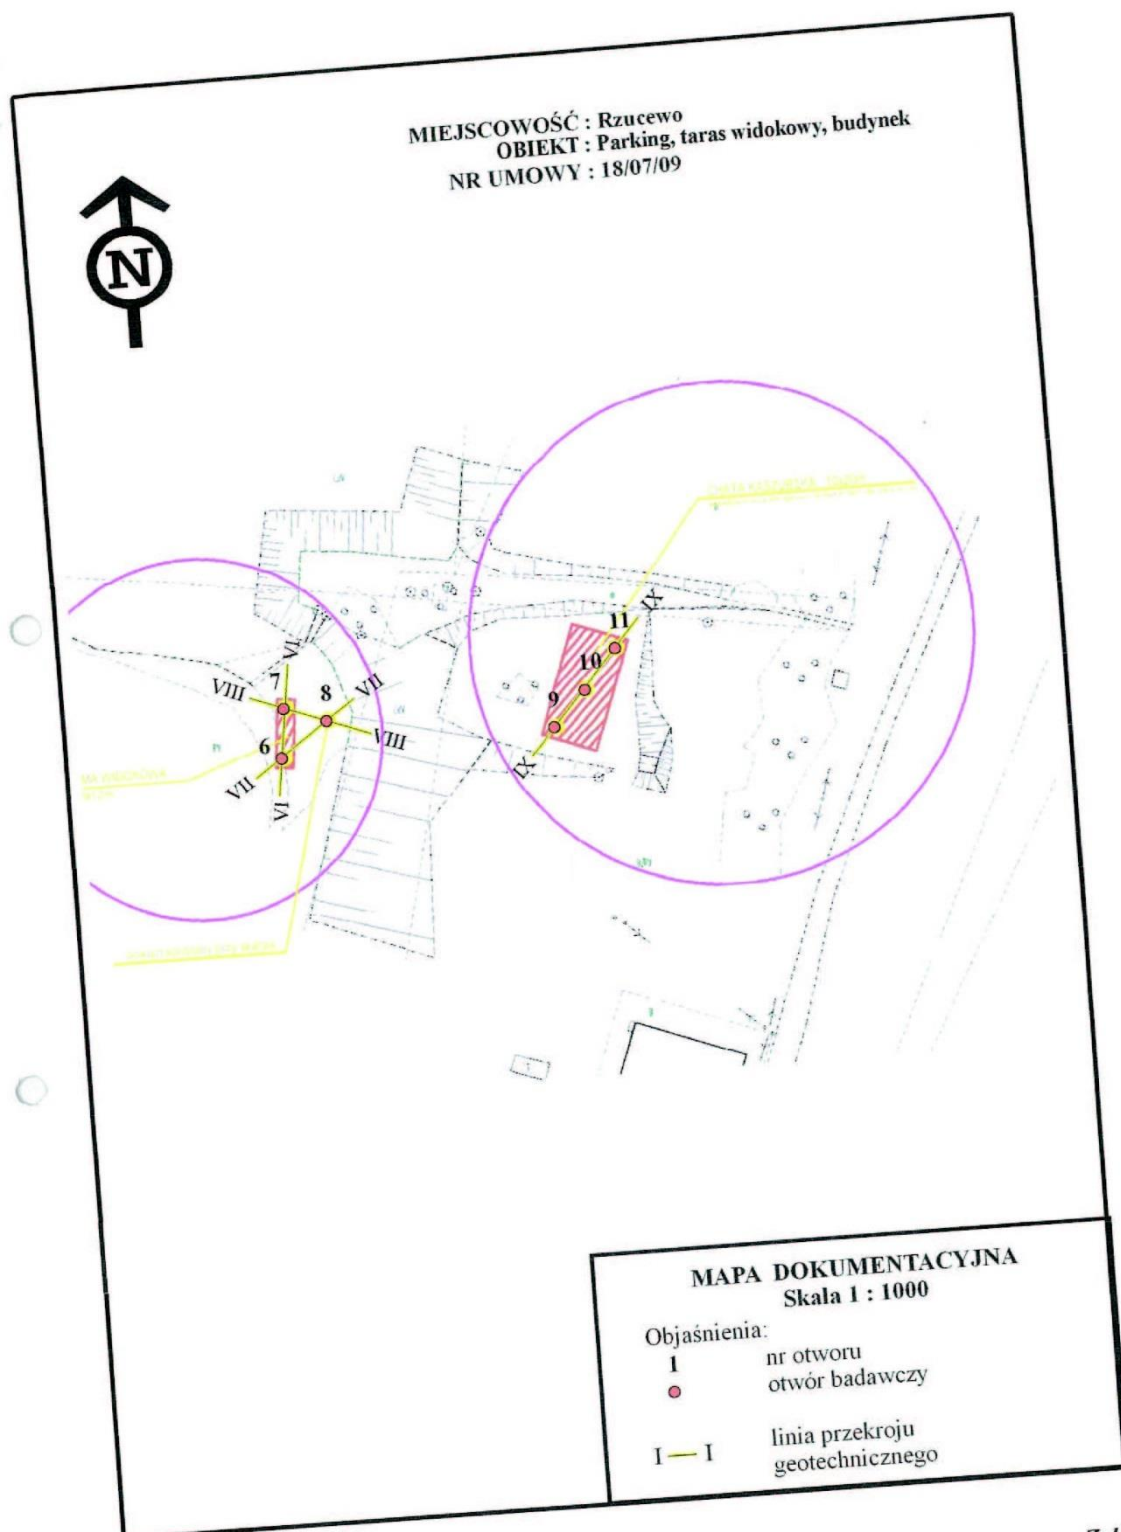 MIEJSCOWOŚĆ : Rzucewo
OBIEKT : Parking, taras widokowy, budynek
NR UMOWY : 18/07/09
N
11
IX
10
9
IX
VI
7
VIII
8
VII
VIII
6
VII
VI
MAPA DOKUMENTACYJNA
Skala 1 : 1000
Objaśnienia:
1 nr otworu
otwór badawczy
I — I linia przekroju
geotechnicznego